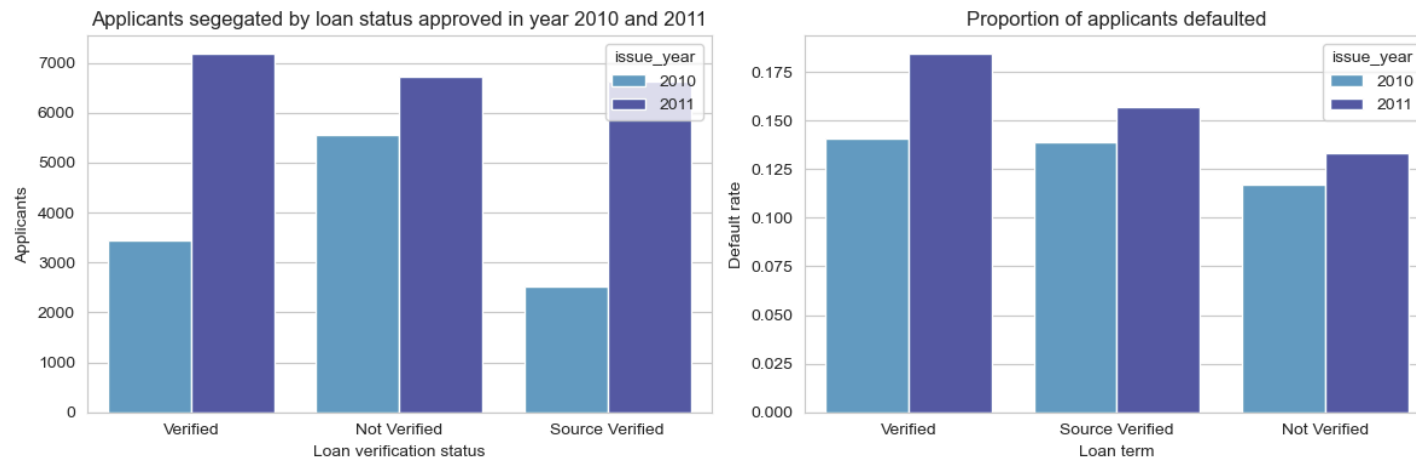 Applicants segegated by loan status approved in year 2010 and 2011
7000
6000
5000
4000
3000
2000
1000
0
Applicants
issue_year
2010
2011
Verified
Not Verified
Source Verified
Loan verification status
Proportion of applicants defaulted
0.175
0.150
0.125
0.100
0.075
0.050
0.025
0.000
Default rate
issue_year
2010
2011
Verified
Source Verified
Not Verified
Loan term